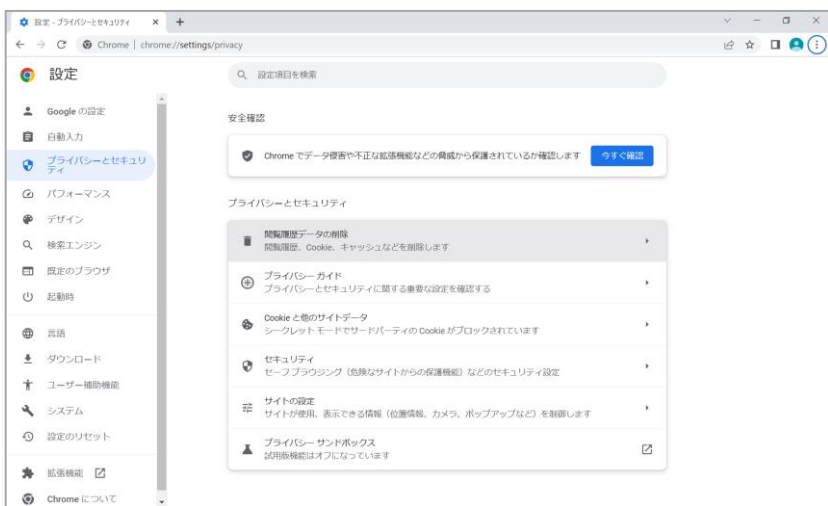 設定 - プライバシーとセキュリティ
Chrome | chrome://settings/privacy
設定
設定項目を検索
Google の設定
自動入力
プライバシーとセキュリ
ティ
パフォーマンス
デザイン
検索エンジン
既定のブラウザ
起動時
言語
ダウンロード
ユーザー補助機能
システム
設定のリセット
拡張機能
Chrome について
安全確認
Chrome でデータ侵害や不正な拡張機能などの脅威から保護されているか確認します
今すぐ確認
プライバシーとセキュリティ
閲覧履歴データの削除
閲覧履歴、Cookie、キャッシュなどを削除します
プライバシー ガイド
プライバシーとセキュリティに関する重要な設定を確認する
Cookie と他のサイトデータ
シークレット モードでサードパーティの Cookie がブロックされています
セキュリティ
セーフ ブラウジング（危険なサイトからの保護機能）などのセキュリティ設定
サイトの設定
サイトが使用、表示できる情報（位置情報、カメラ、ポップアップなど）を制御します
プライバシー サンドボックス
試用版機能はオフになっています